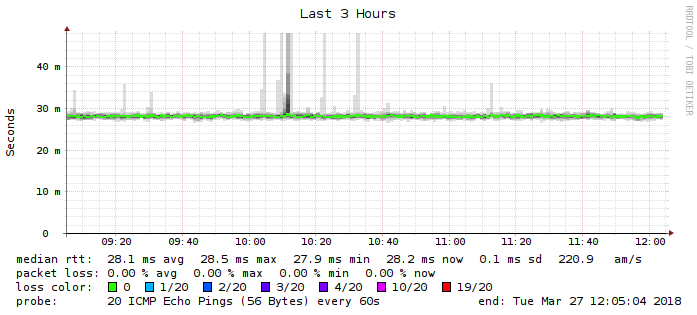 Last 3 Hours
RRDTOOL / TOBI OETIKER
Seconds
40 m
30 m
20 m
10 m
0
09:20 09:40 10:00 10:20 10:40 11:00 11:20 11:40 12:00
median rtt: 28.1 ms avg 28.5 ms max 27.9 ms min 28.2 ms now 0.1 ms sd 220.9 am/s
packet loss: 0.00 % avg 0.00 % max 0.00 % min 0.00 % now
loss color: 0 1/20 2/20 3/20 4/20 10/20 19/20
probe: 20 ICMP Echo Pings (56 Bytes) every 60s end: Tue Mar 27 12:05:04 2018